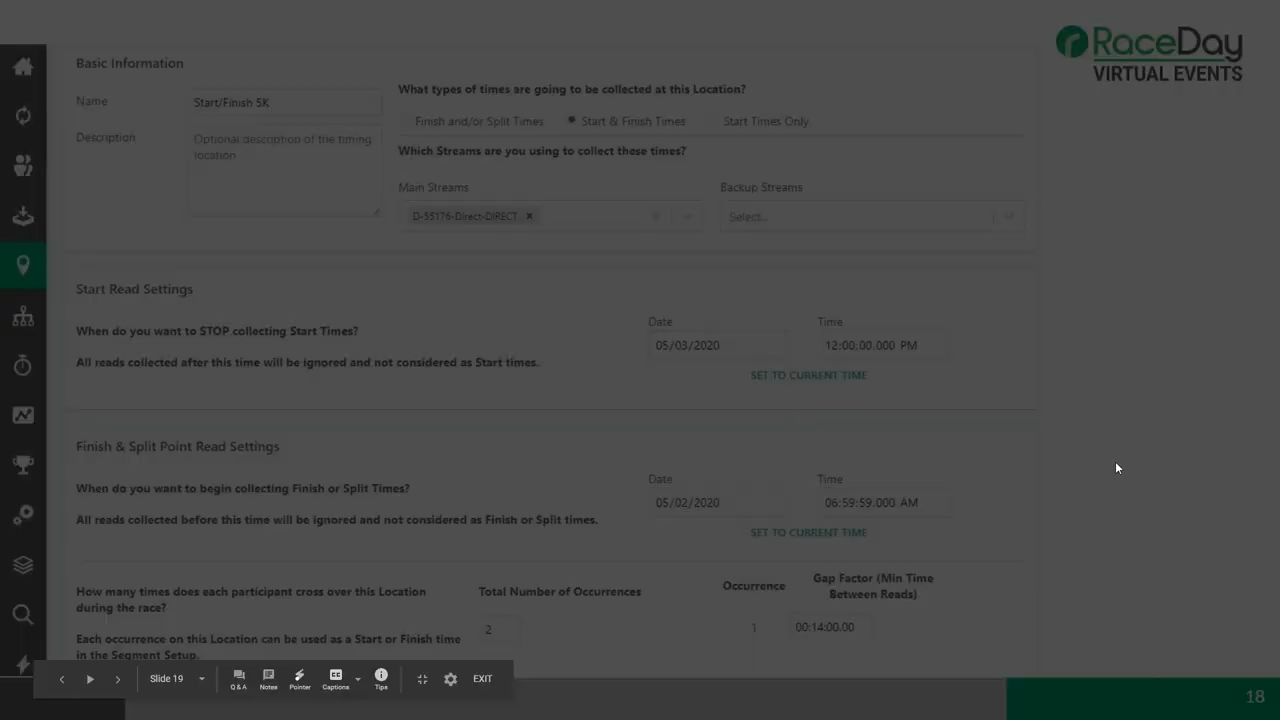 RaceDay
VIRTUAL EVENTS
Basic Information
Name
Start/Finish 5K
Description
Optional description of the timing
location
What types of times are going to be collected at this Location?
Finish and/or Split Times
Start & Finish Times
Start Times Only
Which Streams are you using to collect these times?
Main Streams
Backup Streams
D-55176-Direct-DIRECT ×
Select...
Start Read Settings
When do you want to STOP collecting Start Times?
All reads collected after this time will be ignored and not considered as Start times.
Date
Time
05/03/2020
12:00:00.000 PM
SET TO CURRENT TIME
Finish & Split Point Read Settings
When do you want to begin collecting Finish or Split Times?
All reads collected before this time will be ignored and not considered as Finish or Split times.
Date
Time
05/02/2020
06:59:59.000 AM
SET TO CURRENT TIME
How many times does each participant cross over this Location
during the race?
Each occurrence on this Location can be used as a Start or Finish time
in the Segment Setup.
Total Number of Occurrences
2
Occurrence
Gap Factor (Min Time
Between Reads)
1
00:14:00.00
Slide 19
Q & A
Notes
Pointer
CC
Captions
Tips
EXIT
18